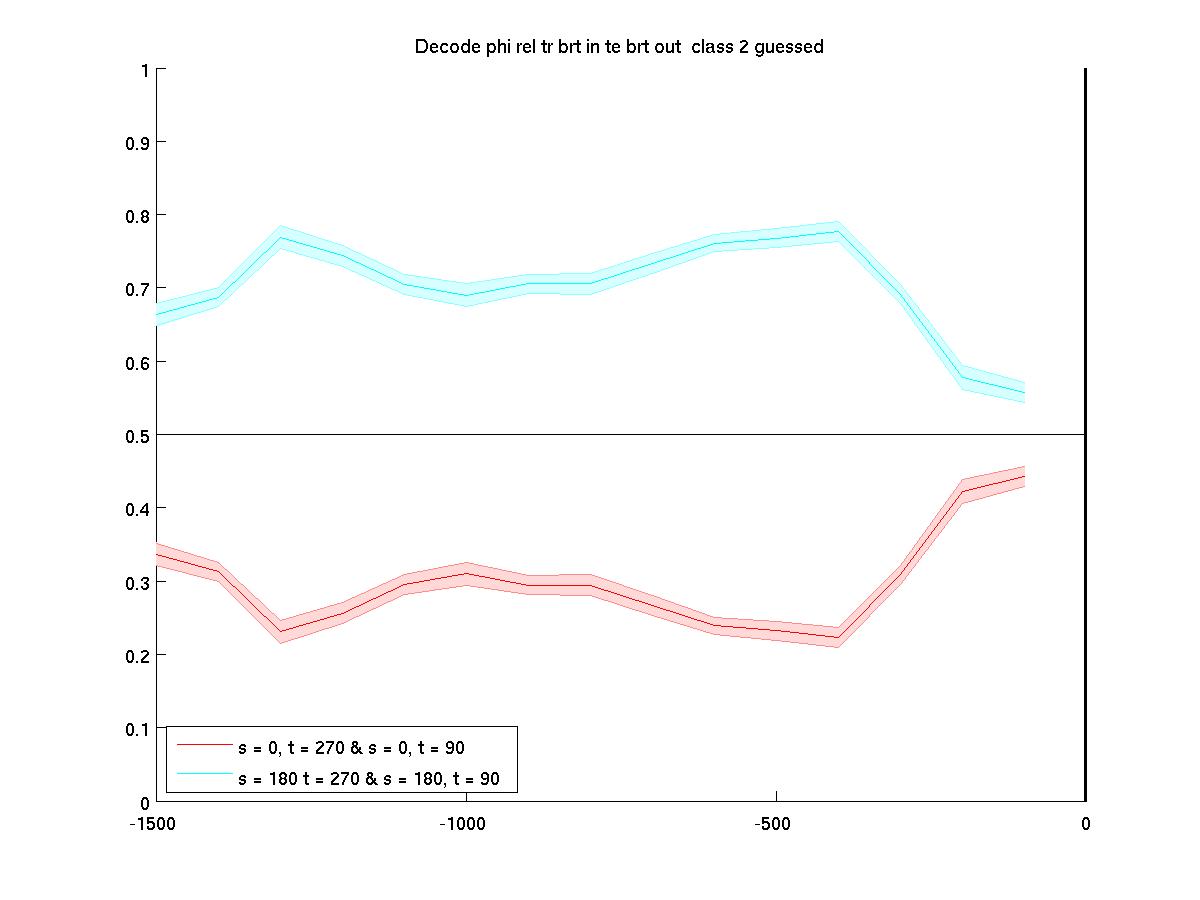 Decode phi rel tr brt in te brt out  class 2 guessed
1
0.9
0.8
0.7
0.6
0.5
0.4
0.3
0.2
0.1
0
s = 0, t = 270 & s = 0, t = 90
s = 180 t = 270 & s = 180, t = 90
-1500 -1000 -500 0